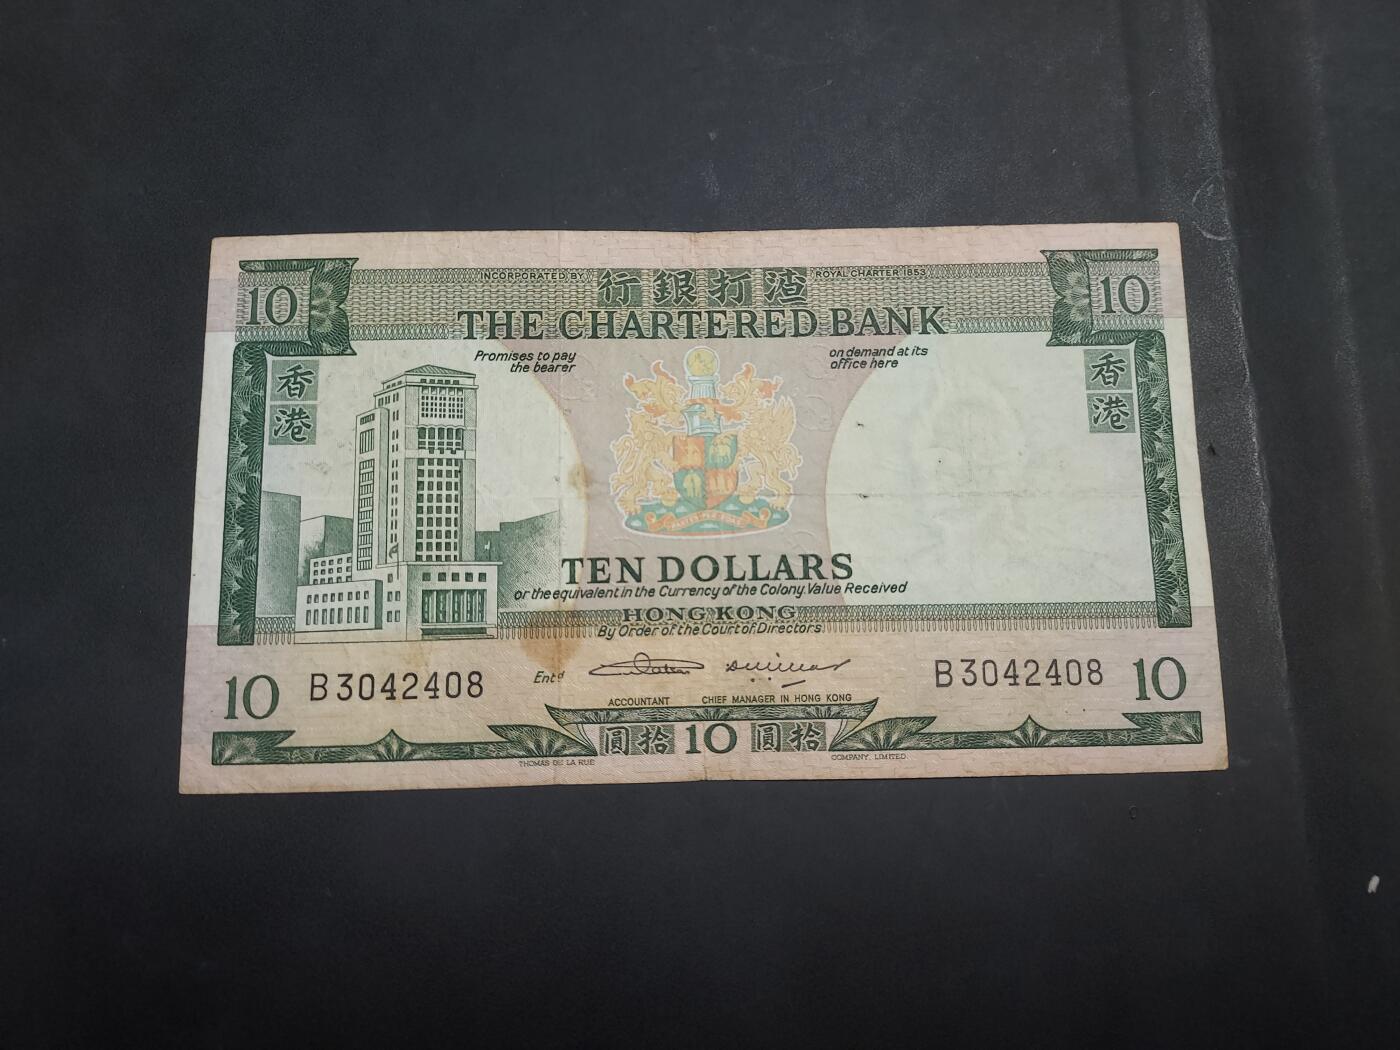 INCORPORATED BY ROYAL CHARTER 1853
行銀打渣
10 10
THE CHARTERED BANK
Promises to pay
the bearer
on demand at its
office here
香港
香港
TEN DOLLARS
or the equivalent in the Currency of the Colony. Value Received
HONG KONG
By Order of the Court of Directors.
10 B3042408 Entd B3042408 10
ACCOUNTANT CHIEF MANAGER IN HONG KONG
圓拾 10 圓拾
THOMAS DE LA RUE COMPANY, LIMITED.